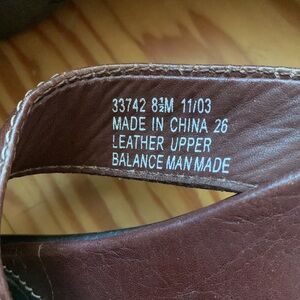 33742 8½M 11/03
MADE IN CHINA 26
LEATHER UPPER
BALANCE MAN MADE